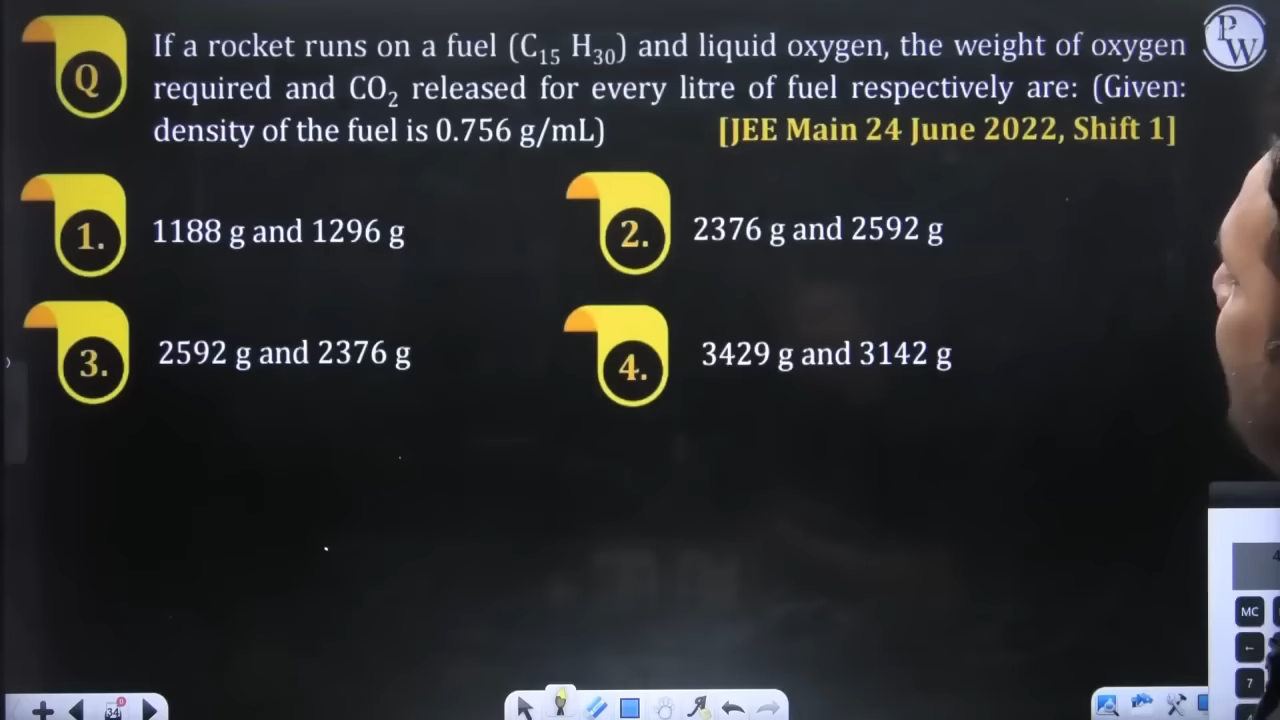 Q
If a rocket runs on a fuel (C₁₅ H₃₀) and liquid oxygen, the weight of oxygen
required and CO₂ released for every litre of fuel respectively are: (Given:
density of the fuel is 0.756 g/mL) [JEE Main 24 June 2022, Shift 1]
1. 1188 g and 1296 g
2. 2376 g and 2592 g
3. 2592 g and 2376 g
4. 3429 g and 3142 g
PW
34
MC
7